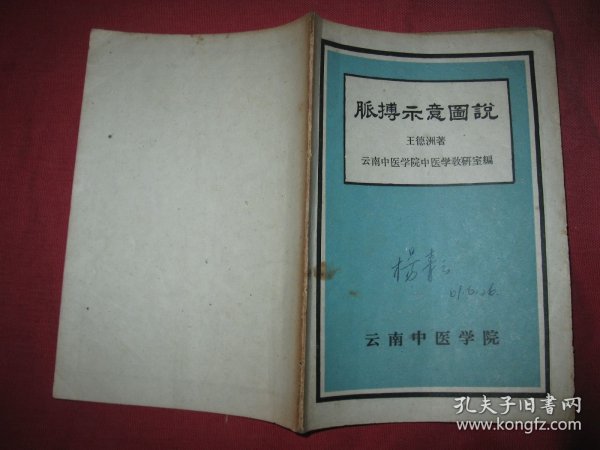 脈搏示意圖說
王德洲著
云南中医学院中医学教研室編
云南中医学院
孔夫子旧书网
www.kongfz.com